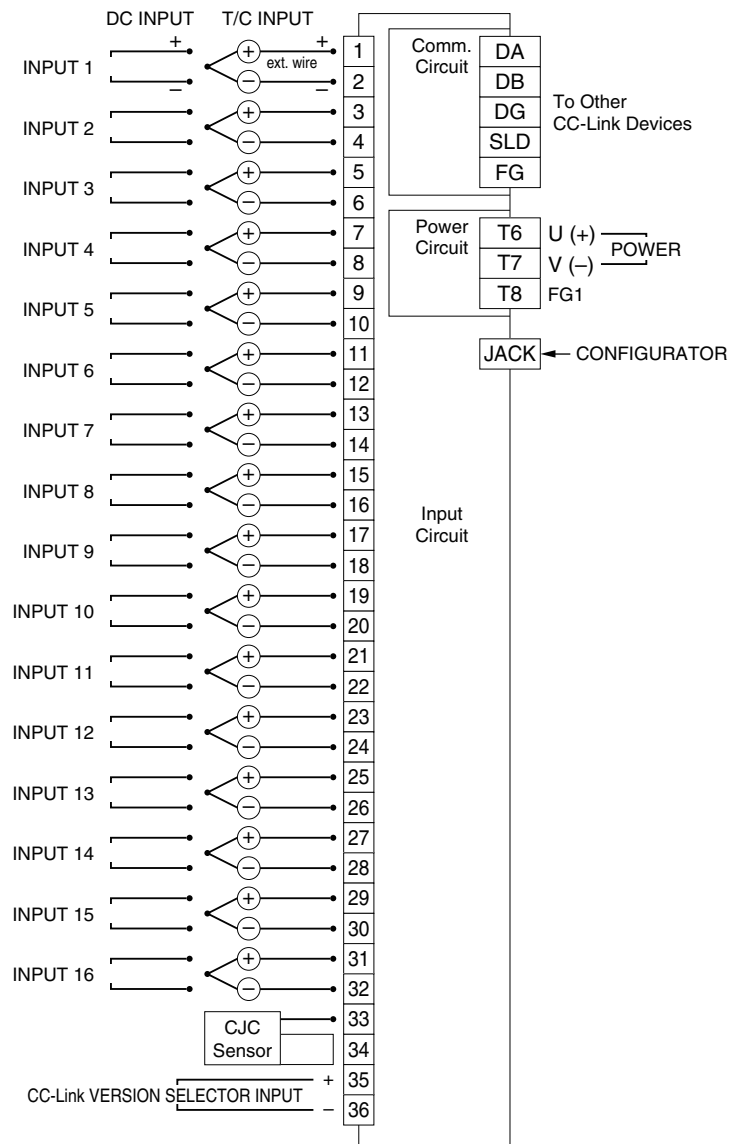 DC INPUT T/C INPUT
INPUT 1 + − + ext. wire + − − 1 2
INPUT 2 + − 3 4
INPUT 3 + − 5 6
INPUT 4 + − 7 8
INPUT 5 + − 9 10
INPUT 6 + − 11 12
INPUT 7 + − 13 14
INPUT 8 + − 15 16
INPUT 9 + − 17 18
INPUT 10 + − 19 20
INPUT 11 + − 21 22
INPUT 12 + − 23 24
INPUT 13 + − 25 26
INPUT 14 + − 27 28
INPUT 15 + − 29 30
INPUT 16 + − 31 32
CJC
Sensor
33
34
CC-Link VERSION SELECTOR INPUT + − 35 36
Comm.
Circuit
DA
DB
DG
SLD
FG
To Other
CC-Link Devices
Power
Circuit
T6 U (+)
T7 V (–)
POWER
T8 FG1
JACK CONFIGURATOR
Input
Circuit